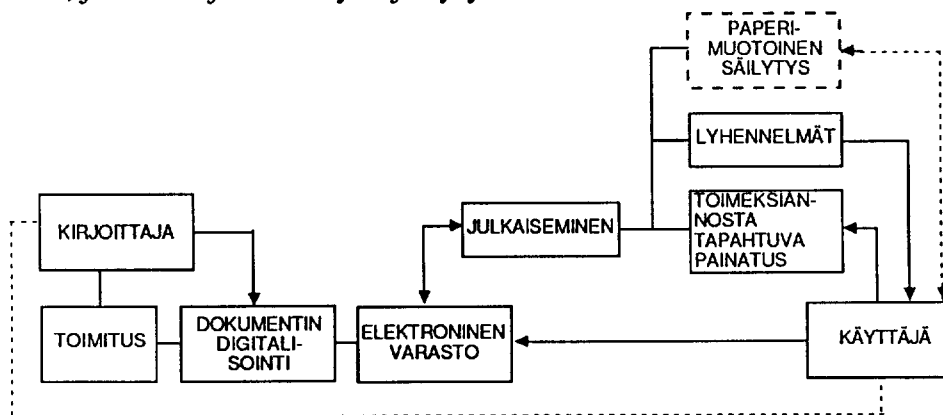 PAPERI-
MUOTOINEN
SÄILYTYS
LYHENNELMÄT
TOIMEKSIAN-
NOSTA
TAPAHTUVA
PAINATUS
KIRJOITTAJA
JULKAISEMINEN
TOIMITUS
DOKUMENTIN
DIGITALI-
SOINTI
ELEKTRONINEN
VARASTO
KÄYTTÄJÄ